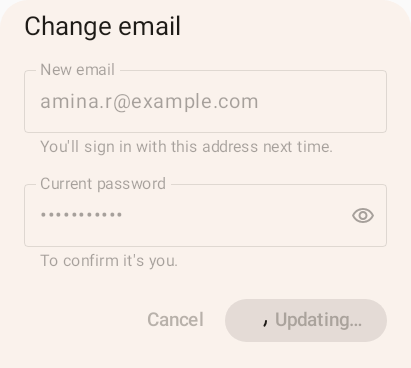 Change email
New email
amina.r@example.com
You'll sign in with this address next time.
Current password
•••••••••••
To confirm it's you.
Cancel
Updating…